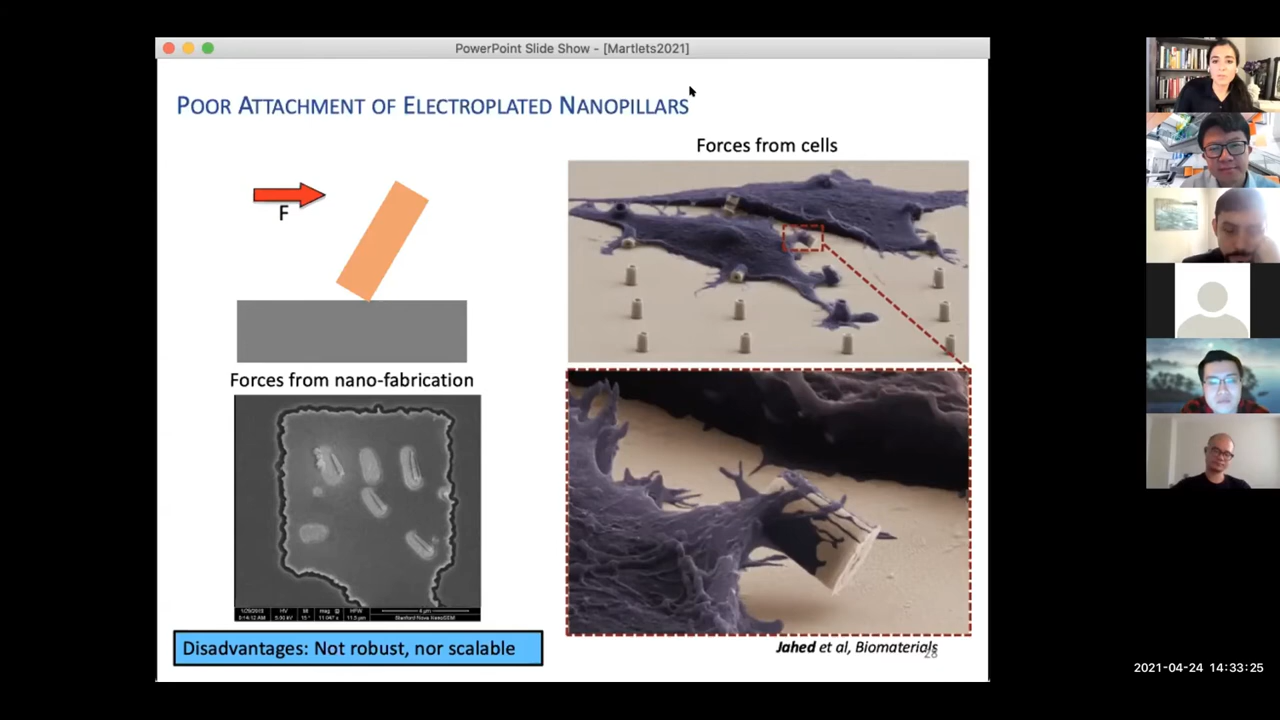 PowerPoint Slide Show - [Martlets2021]
POOR ATTACHMENT OF ELECTROPLATED NANOPILLARS
Forces from cells
F
Forces from nano-fabrication
Disadvantages: Not robust, nor scalable
Jahed et al, Biomaterials
28
2021-04-24 14:33:25